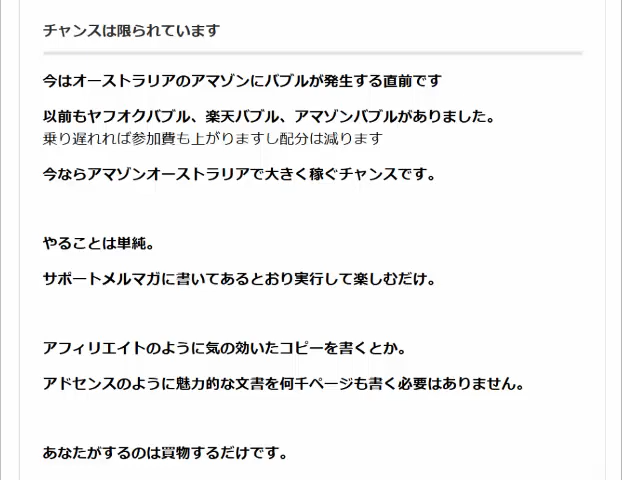 チャンスは限られています
今はオーストラリアのアマゾンにバブルが発生する直前です
以前もヤフオクバブル、楽天バブル、アマゾンバブルがありました。
乗り遅れれば参加費も上がりますし配分は減ります
今ならアマゾンオーストラリアで大きく稼ぐチャンスです。
やることは単純。
サポートメルマガに書いてあるとおり実行して楽しむだけ。
アフィリエイトのように気の効いたコピーを書くとか。
アドセンスのように魅力的な文書を何千ページも書く必要はありません。
あなたがするのは買物するだけです。